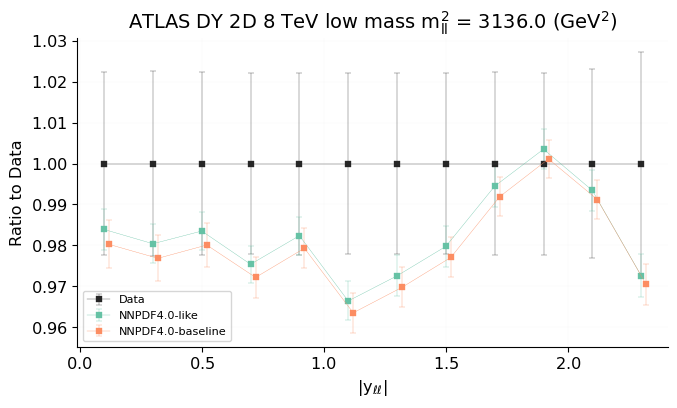 ATLAS DY 2D 8 TeV low mass m²ll = 3136.0 (GeV²)
Ratio to Data
1.03
1.02
1.01
1.00
0.99
0.98
0.97
0.96
Data
NNPDF4.0-like
NNPDF4.0-baseline
0.0 0.5 1.0 1.5 2.0
|yℓℓ|